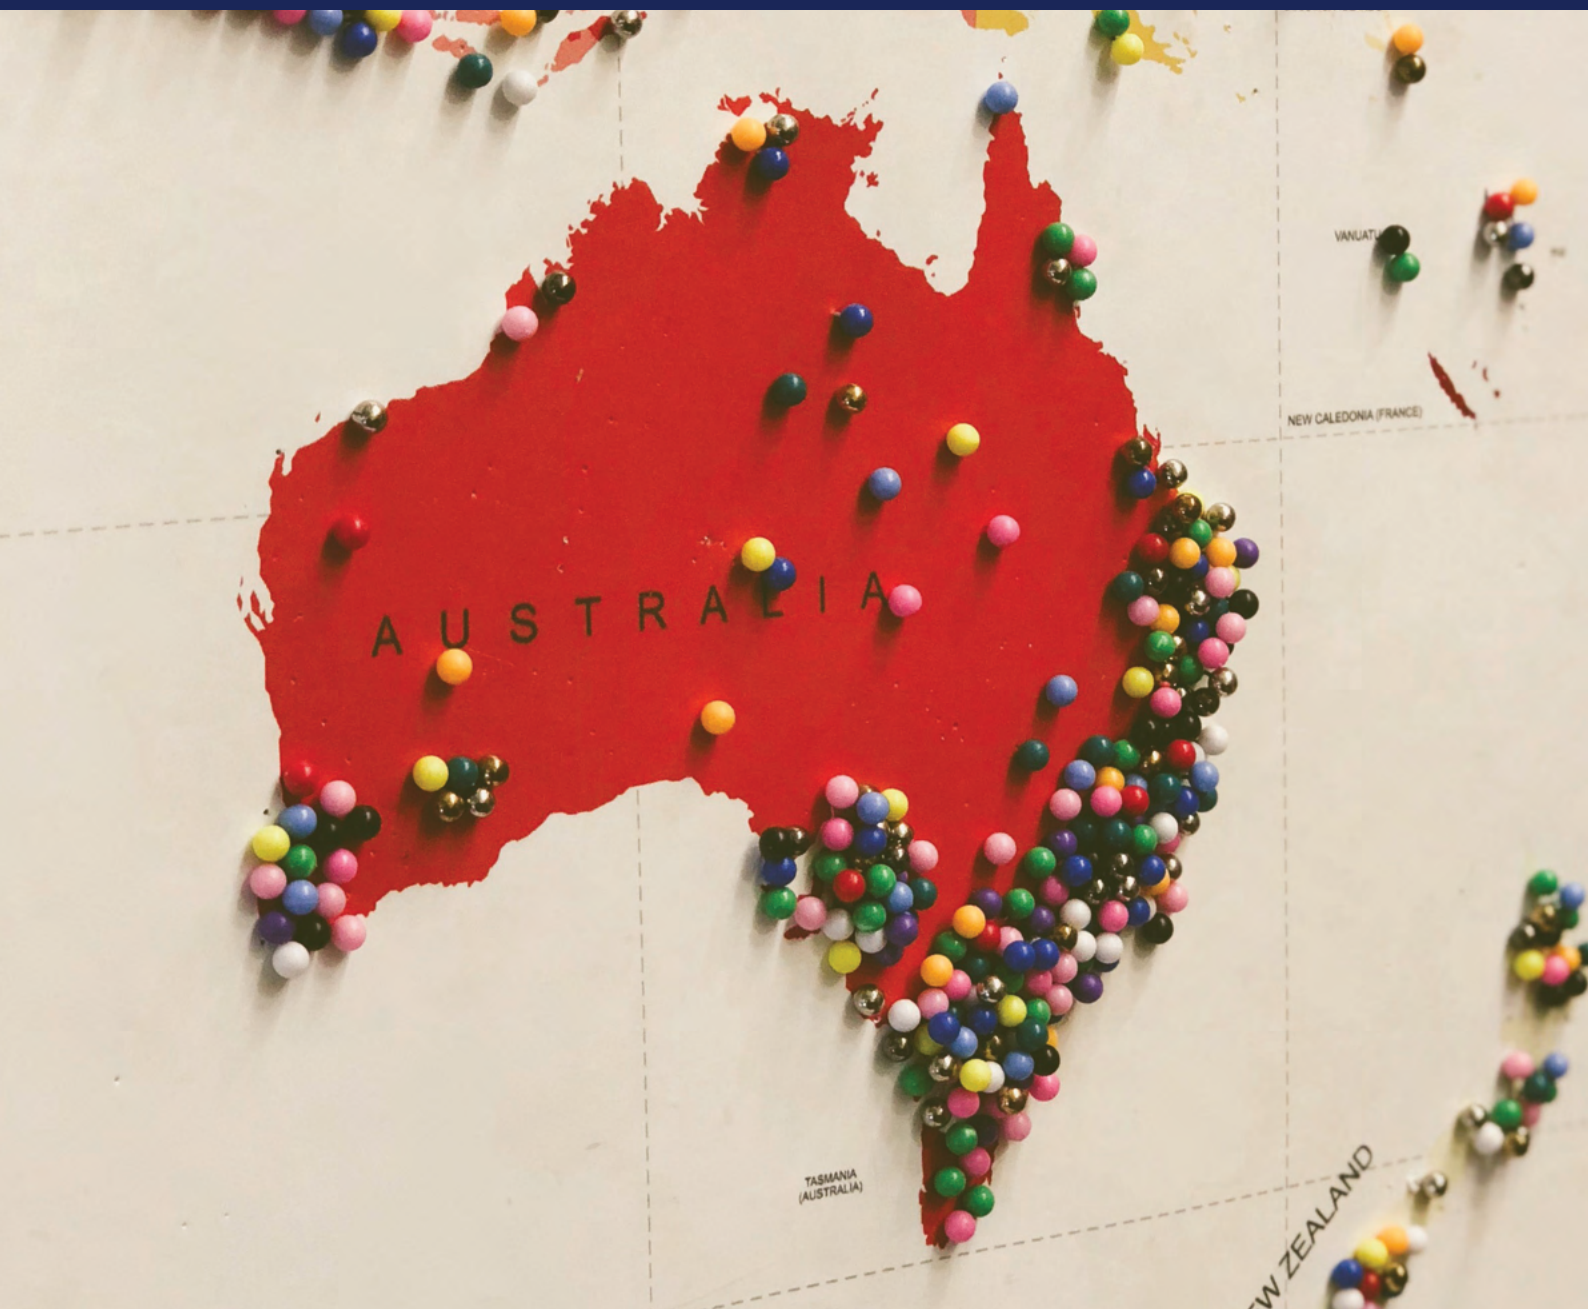 VANUATU
NEW CALEDONIA (FRANCE)
AUSTRALIA
TASMANIA
(AUSTRALIA)
EW ZEALAND